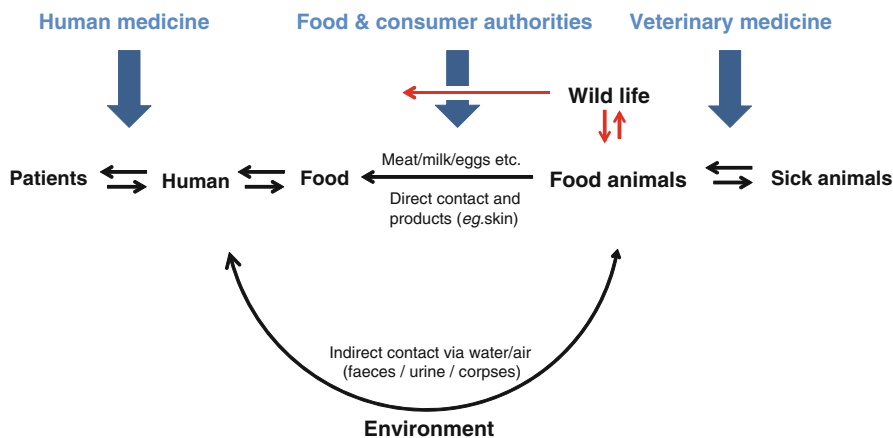 Human medicine
Food & consumer authorities
Veterinary medicine
Wild life
Meat/milk/eggs etc.
Patients
Human
Food
Food animals
Sick animals
Direct contact and
products (eg.skin)
Indirect contact via water/air
(faeces / urine / corpses)
Environment